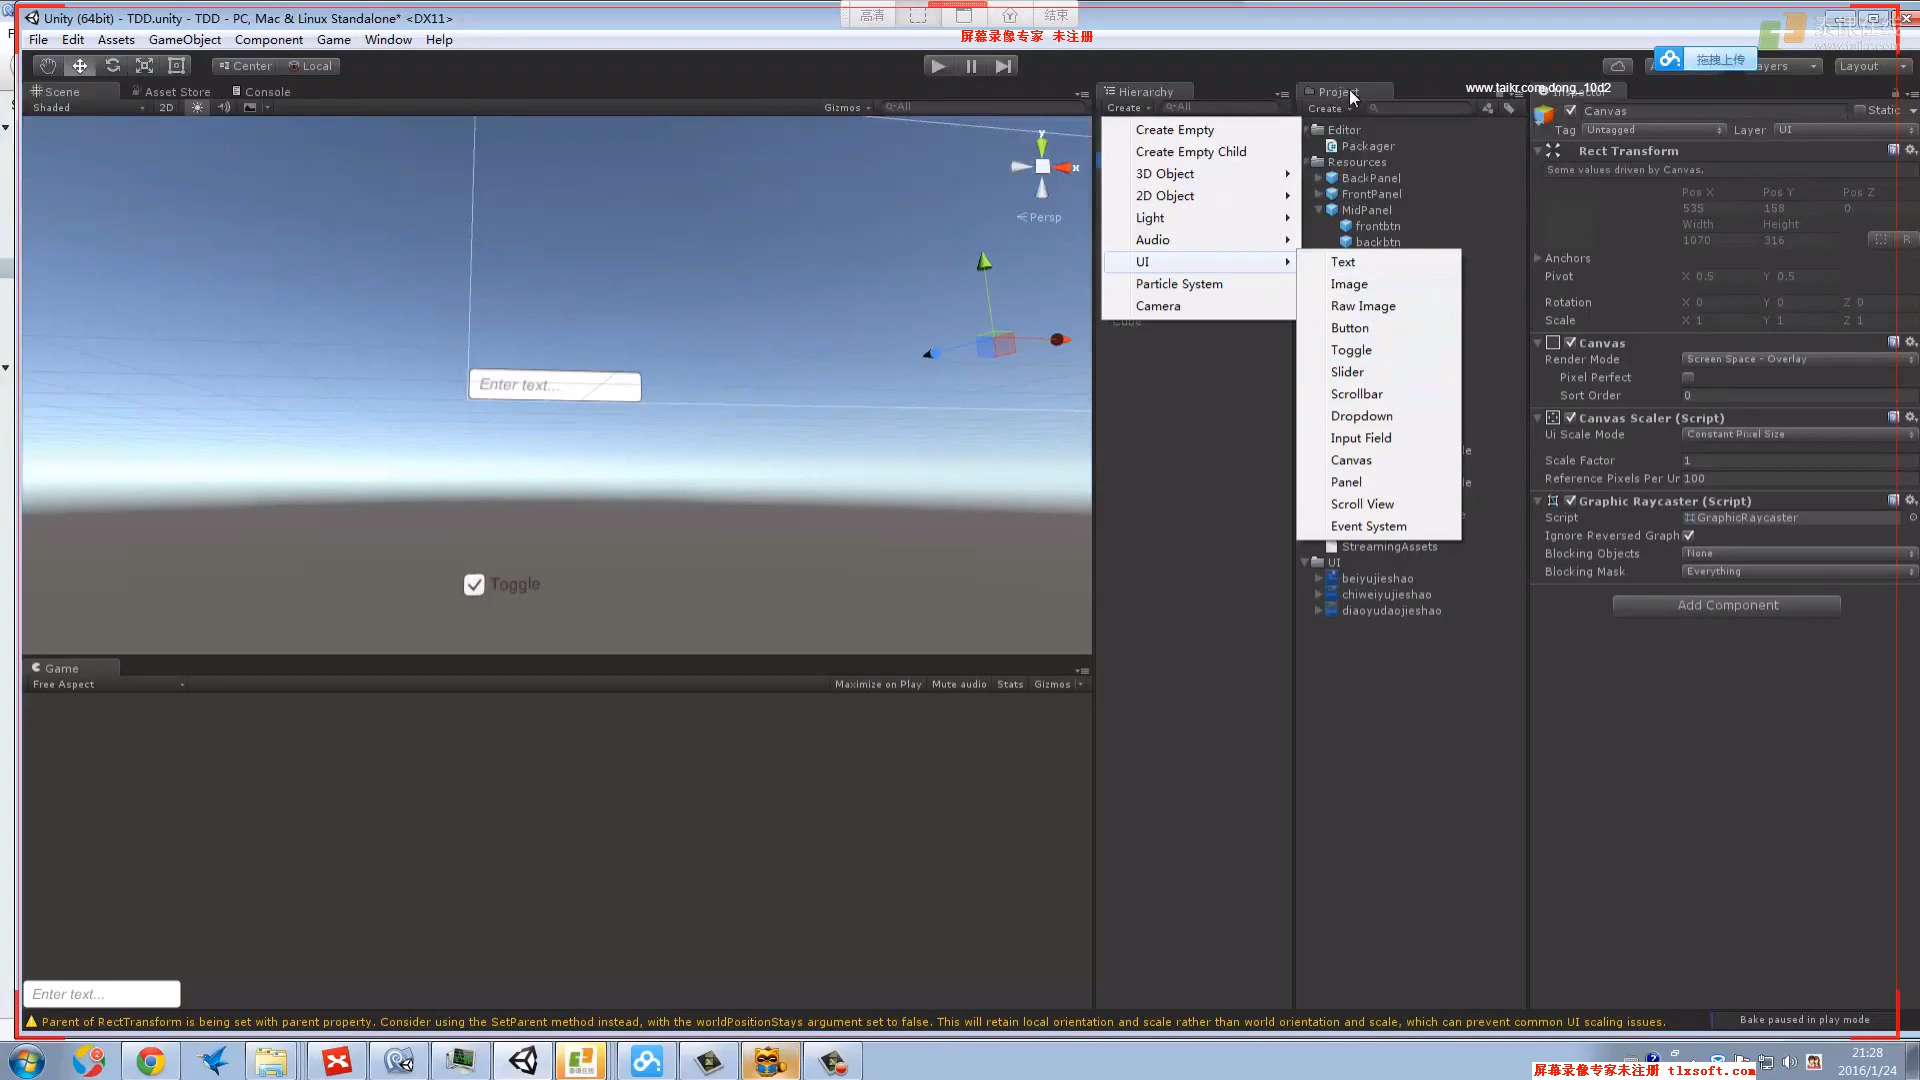 Unity (64bit) - TDD.unity - TDD - PC, Mac & Linux Standalone* <DX11>
高清
结束
屏幕录像专家 未注册
泰课在线
File Edit Assets GameObject Component Game Window Help
拖拽上传
Center Local
Layout
www.taikr.com/dong_10d2
Scene Asset Store Console
Hierarchy
Project
Inspector
Shaded 2D Gizmos All
Create All
Create
Canvas Static
Tag Untagged Layer UI
Create Empty
Create Empty Child
3D Object
2D Object
Light
Audio
UI
Particle System
Camera
Cube
Editor
Packager
Resources
BackPanel
FrontPanel
MidPanel
frontbtn
backbtn
Text
Image
Raw Image
Button
Toggle
Slider
Scrollbar
Dropdown
Input Field
Canvas
Panel
Scroll View
Event System
StreamingAssets
UI
beiyujieshao
chiweiyujieshao
diaoyudaojieshao
Rect Transform
Some values driven by Canvas.
Pos X Pos Y Pos Z
535 158 0
Width Height
1070 316
R
Anchors
Pivot X 0.5 Y 0.5
Rotation X 0 Y 0 Z 0
Scale X 1 Y 1 Z 1
Canvas
Render Mode Screen Space - Overlay
Pixel Perfect
Sort Order 0
Canvas Scaler (Script)
Ui Scale Mode Constant Pixel Size
Scale Factor 1
Reference Pixels Per Ur 100
Graphic Raycaster (Script)
Script GraphicRaycaster
Ignore Reversed Graph
Blocking Objects None
Blocking Mask Everything
Add Component
y
x
Persp
Enter text...
Toggle
Game
Free Aspect Maximize on Play Mute audio Stats Gizmos
Enter text...
Parent of RectTransform is being set with parent property. Consider using the SetParent method instead, with the worldPositionStays argument set to false. This will retain local orientation and scale rather than world orientation and scale, which can prevent common UI scaling issues.
Bake paused in play mode
2
21:28
2016/1/24
屏幕录像专家未注册 tlxsoft.com